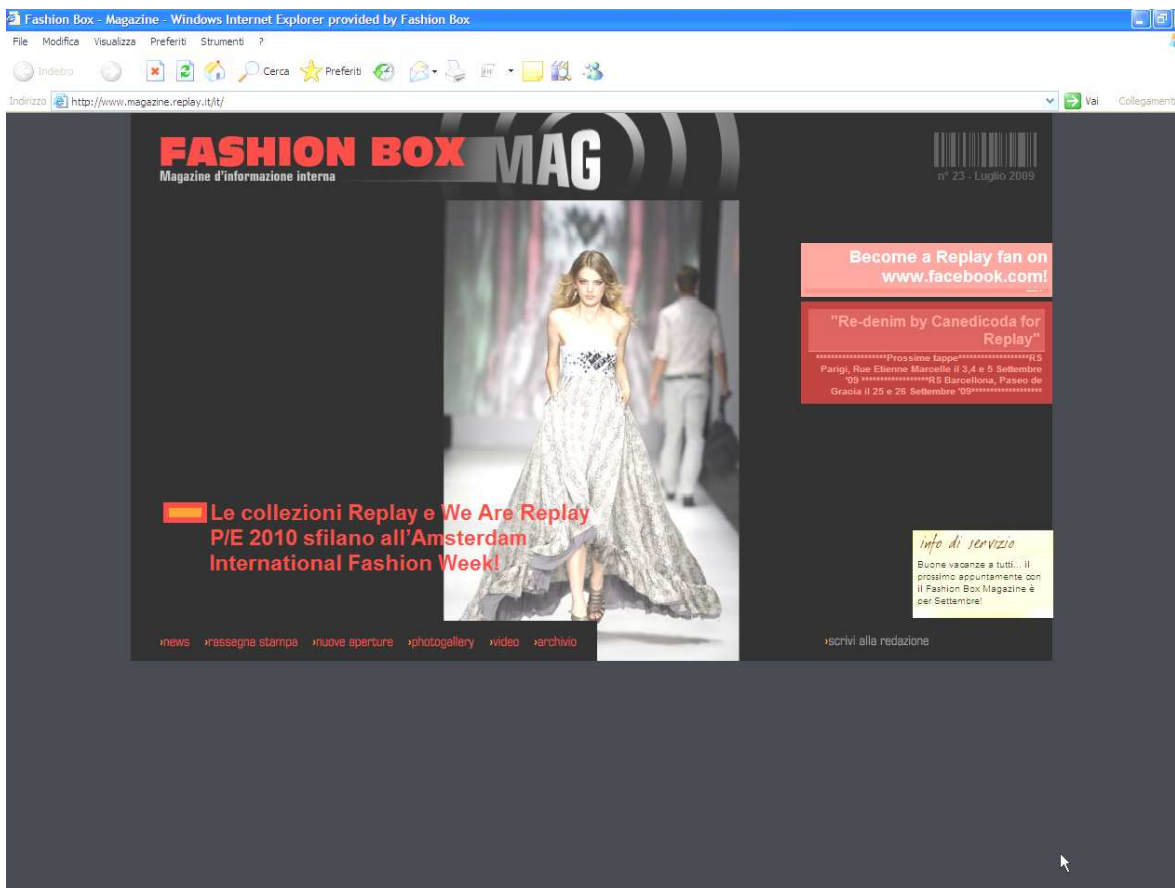 Fashion Box - Magazine - Windows Internet Explorer provided by Fashion Box
File Modifica Visualizza Preferiti Strumenti ?
Indietro Cerca Preferiti
Indirizzo http://www.magazine.replay.it/it/ Vai Collegamenti
FASHION BOX MAG
Magazine d'informazione interna
n° 23 - Luglio 2009
Become a Replay fan on
www.facebook.com!
"Re-denim by Canedicoda for
Replay"
*******************Prossime tappe*******************RS
Parigi, Rue Etienne Marcelle il 3,4 e 5 Settembre
'09 ******************RS Barcellona, Paseo de
Gracia il 25 e 26 Settembre '09*******************
Le collezioni Replay e We Are Replay
P/E 2010 sfilano all'Amsterdam
International Fashion Week!
info di servizio
Buone vacanze a tutti... il
prossimo appuntamente con
il Fashion Box Magazine è
per Settembre!
›news ›rassegna stampa ›nuove aperture ›photogallery ›video ›archivio
›scrivi alla redazione